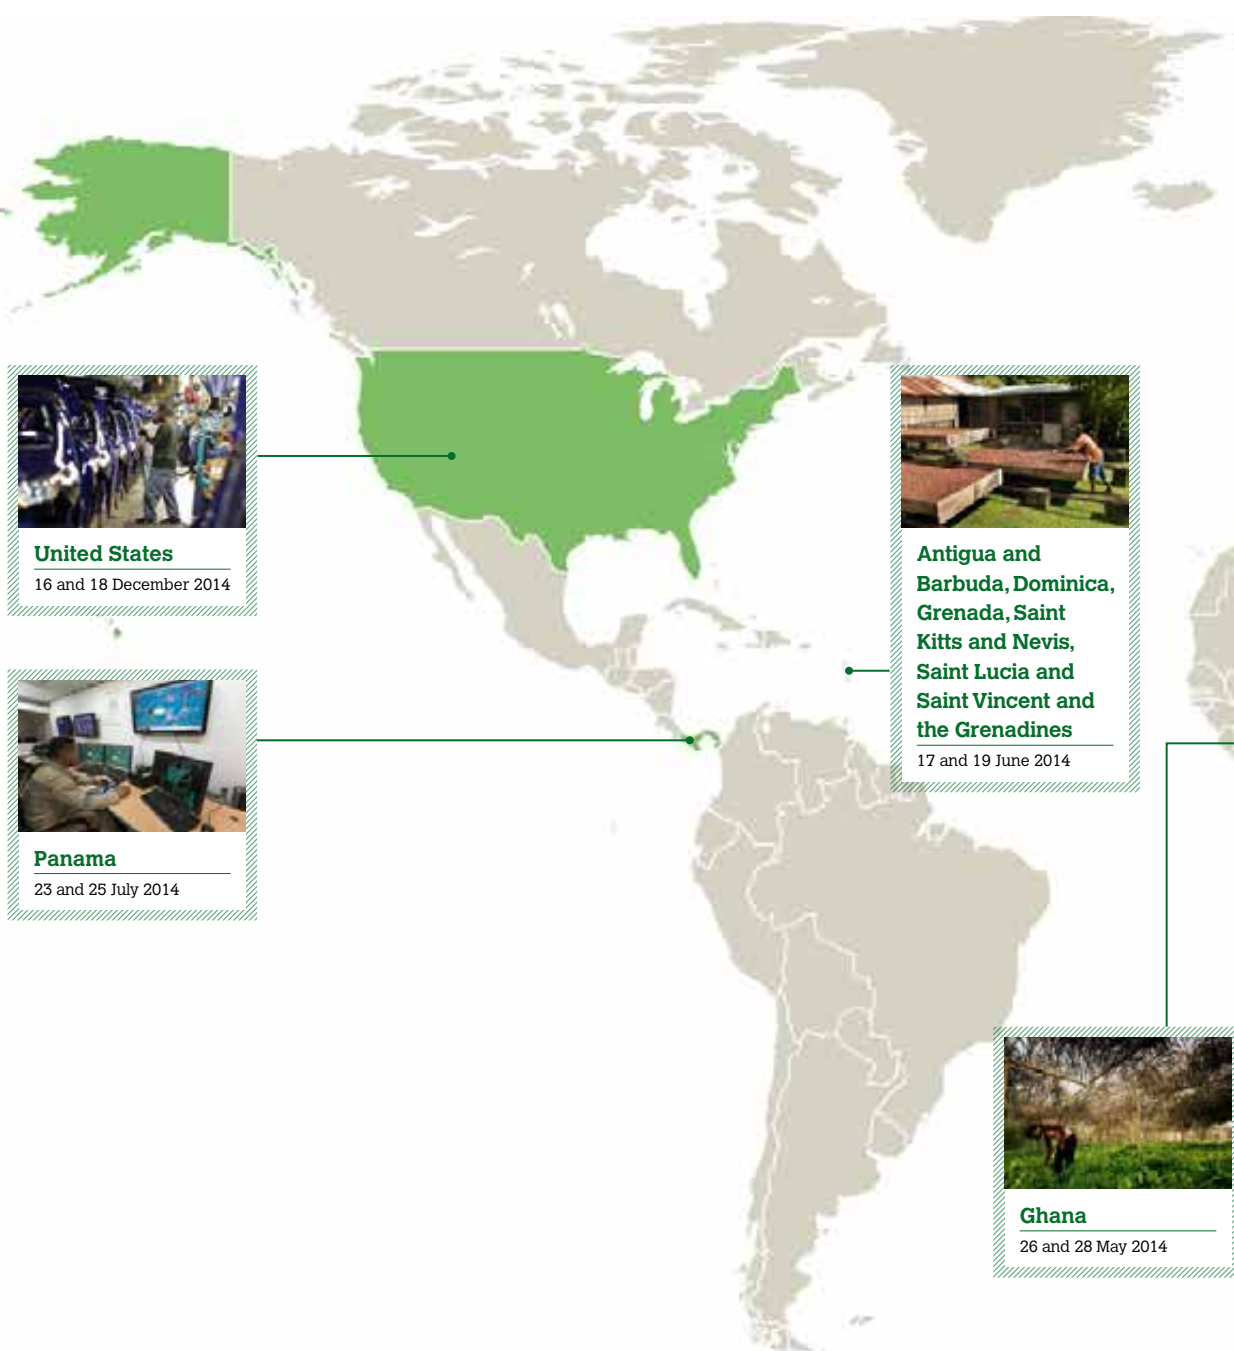 United States
16 and 18 December 2014
Panama
23 and 25 July 2014
Antigua and
Barbuda, Dominica,
Grenada, Saint
Kitts and Nevis,
Saint Lucia and
Saint Vincent and
the Grenadines
17 and 19 June 2014
Ghana
26 and 28 May 2014